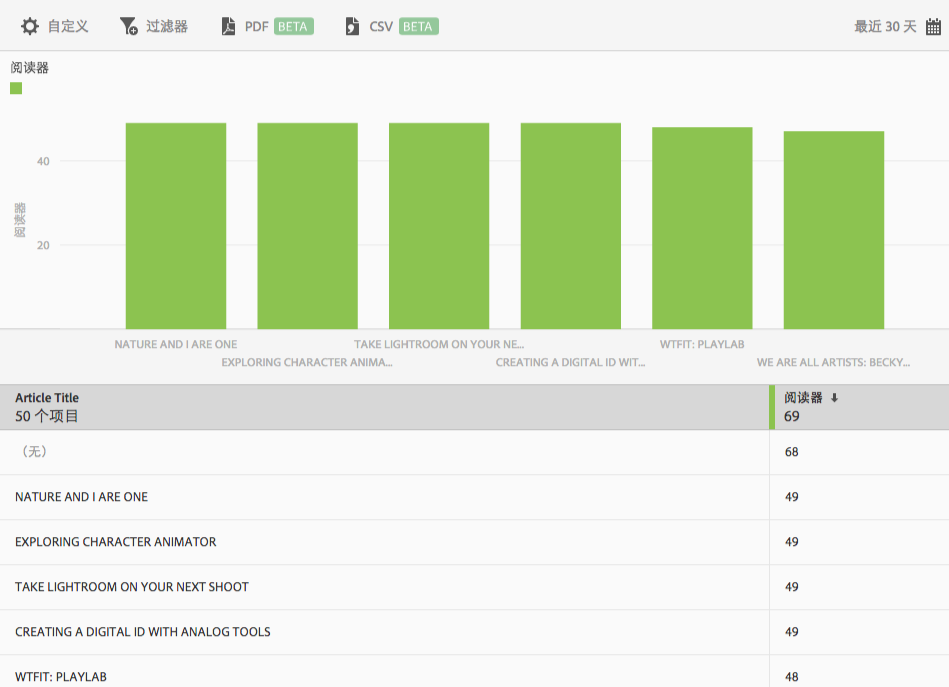 自定义 过滤器 PDF BETA CSV BETA 最近 30 天
阅读器
40
20
阅读器
NATURE AND I ARE ONE TAKE LIGHTROOM ON YOUR NE... WTFIT: PLAYLAB
EXPLORING CHARACTER ANIMA... CREATING A DIGITAL ID WIT... WE ARE ALL ARTISTS: BECKY...
Article Title 阅读器
50 个项目 69
（无） 68
NATURE AND I ARE ONE 49
EXPLORING CHARACTER ANIMATOR 49
TAKE LIGHTROOM ON YOUR NEXT SHOOT 49
CREATING A DIGITAL ID WITH ANALOG TOOLS 49
WTFIT: PLAYLAB 48